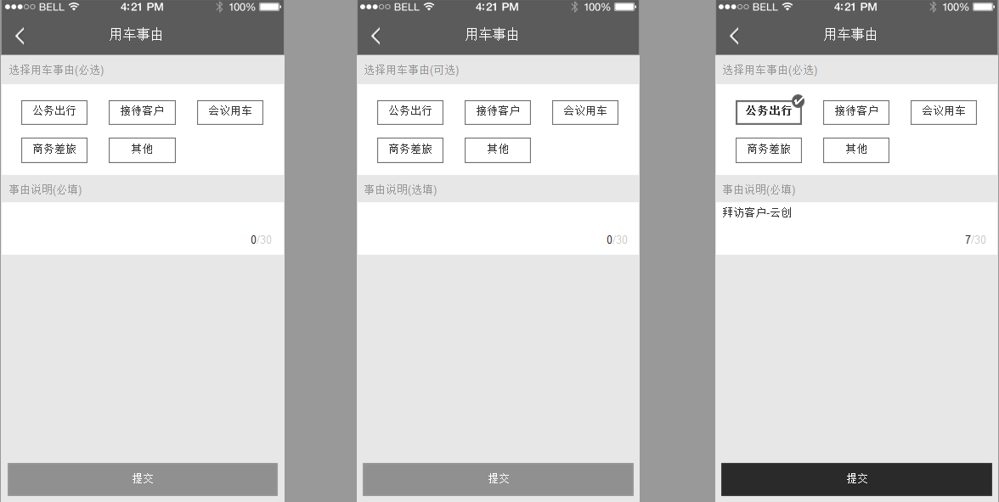 BELL 4:21 PM 100%
用车事由
选择用车事由(必选)
公务出行 接待客户 会议用车
商务差旅 其他
事由说明(必填)
0/30
提交
BELL 4:21 PM 100%
用车事由
选择用车事由(可选)
公务出行 接待客户 会议用车
商务差旅 其他
事由说明(选填)
0/30
提交
BELL 4:21 PM 100%
用车事由
选择用车事由(必选)
公务出行 接待客户 会议用车
商务差旅 其他
事由说明(必填)
拜访客户-云创
7/30
提交